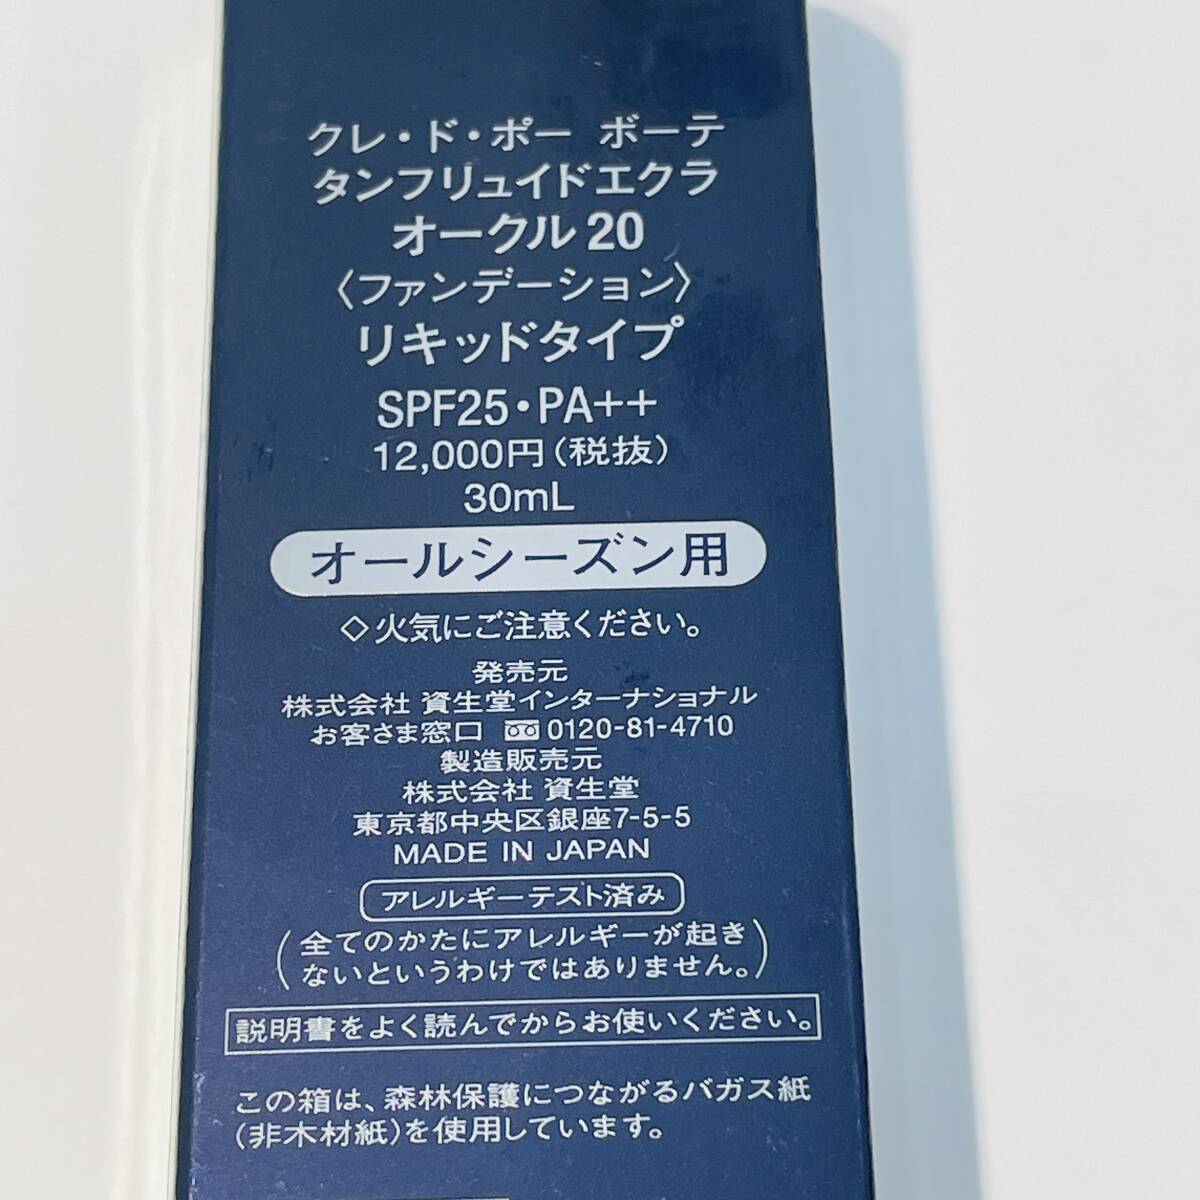 クレ・ド・ポー ボーテ
タンフリュイドエクラ
オークル20
〈ファンデーション〉
リキッドタイプ
SPF25・PA++
12,000円（税抜）
30mL
オールシーズン用
◇火気にご注意ください。
発売元
株式会社 資生堂インターナショナル
お客さま窓口 0120-81-4710
製造販売元
株式会社 資生堂
東京都中央区銀座7-5-5
MADE IN JAPAN
アレルギーテスト済み
（全てのかたにアレルギーが起き
ないというわけではありません。）
説明書をよく読んでからお使いください。
この箱は、森林保護につながるバガス紙
（非木材紙）を使用しています。